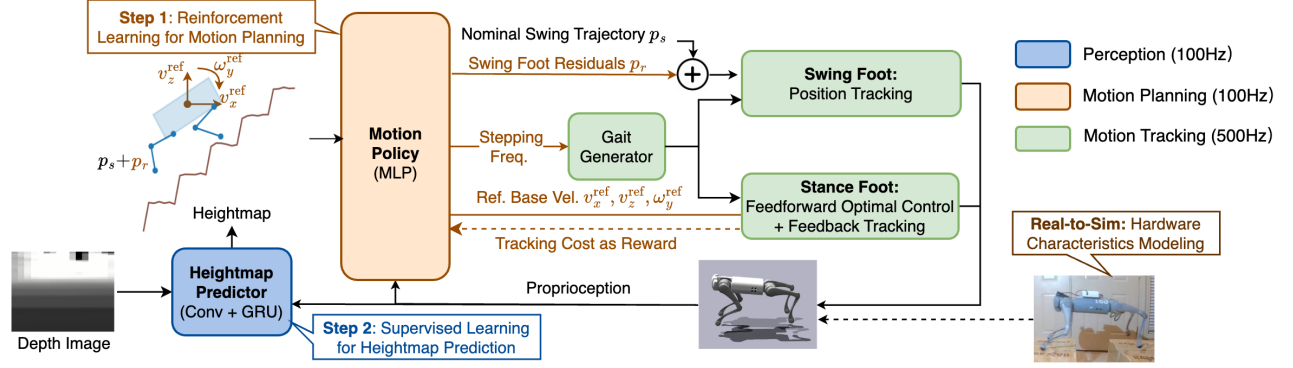 Step 1: Reinforcement
Learning for Motion Planning
v_z^ref
ω_y^ref
v_x^ref
p_s+p_r
Heightmap
Depth Image
Heightmap
Predictor
(Conv + GRU)
Step 2: Supervised Learning
for Heightmap Prediction
Motion
Policy
(MLP)
Nominal Swing Trajectory p_s
Swing Foot Residuals p_r
+
Stepping
Freq.
Gait
Generator
Ref. Base Vel. v_x^ref, v_z^ref, ω_y^ref
Tracking Cost as Reward
Proprioception
Swing Foot:
Position Tracking
Stance Foot:
Feedforward Optimal Control
+ Feedback Tracking
Perception (100Hz)
Motion Planning (100Hz)
Motion Tracking (500Hz)
Real-to-Sim: Hardware
Characteristics Modeling